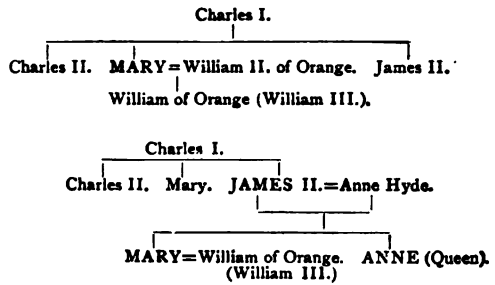 Charles I.
Charles II. MARY=William II. of Orange. James II.
William of Orange (William III.).
Charles I.
Charles II. Mary. JAMES II.=Anne Hyde.
MARY=William of Orange. ANNE (Queen).
(William III.)